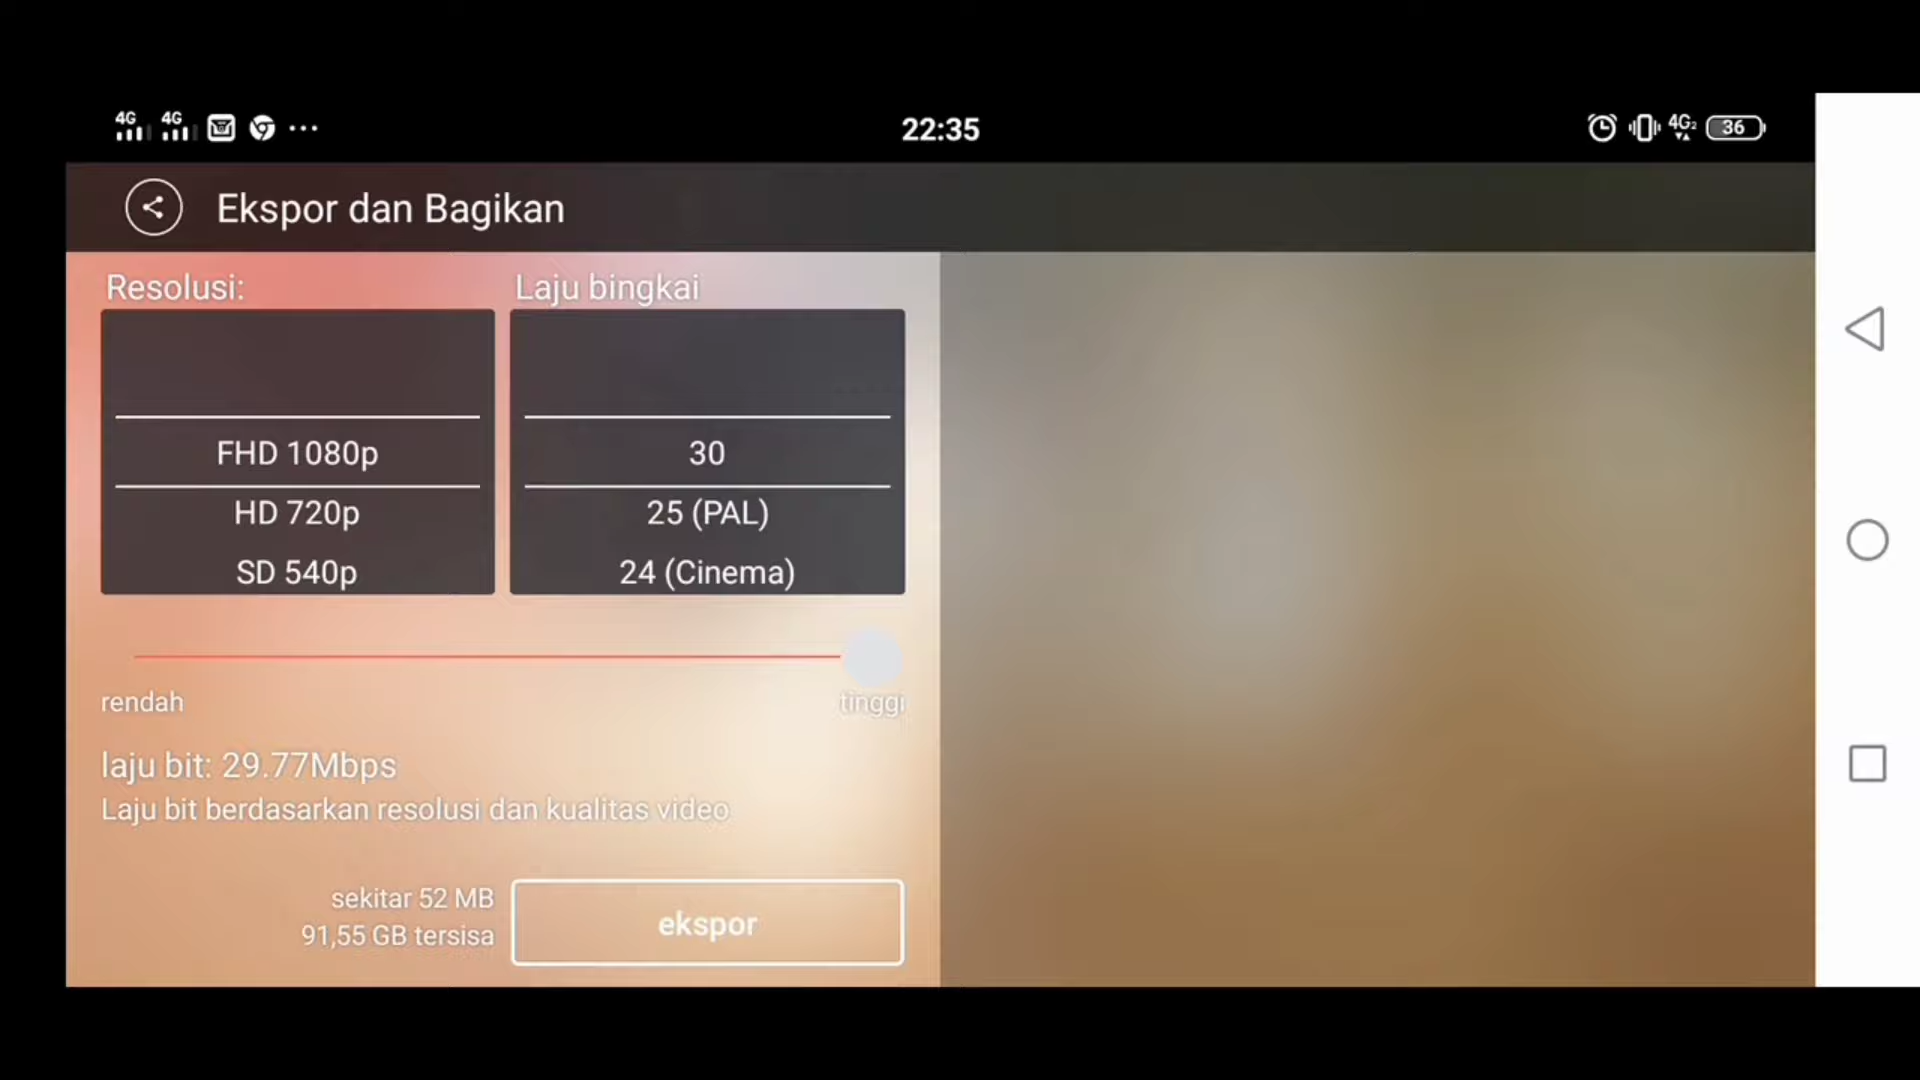 4G 4G ... 22:35 4G2 36
Ekspor dan Bagikan
Resolusi: Laju bingkai
FHD 1080p 30
HD 720p 25 (PAL)
SD 540p 24 (Cinema)
rendah tinggi
laju bit: 29.77Mbps
Laju bit berdasarkan resolusi dan kualitas video
sekitar 52 MB
91,55 GB tersisa
ekspor